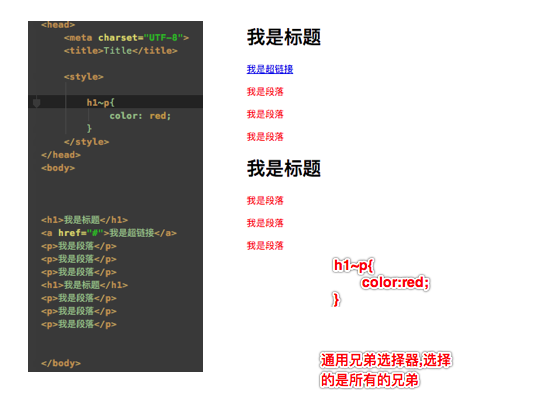 <head>
<meta charset="UTF-8">
<title>Title</title>
<style>
h1~p{
color: red;
}
</style>
</head>
<body>
<h1>我是标题</h1>
<a href="#">我是超链接</a>
<p>我是段落</p>
<p>我是段落</p>
<p>我是段落</p>
<h1>我是标题</h1>
<p>我是段落</p>
<p>我是段落</p>
<p>我是段落</p>
</body>
我是标题
我是超链接
我是段落
我是段落
我是段落
我是标题
我是段落
我是段落
我是段落
h1~p{
color:red;
}
通用兄弟选择器,选择
的是所有的兄弟